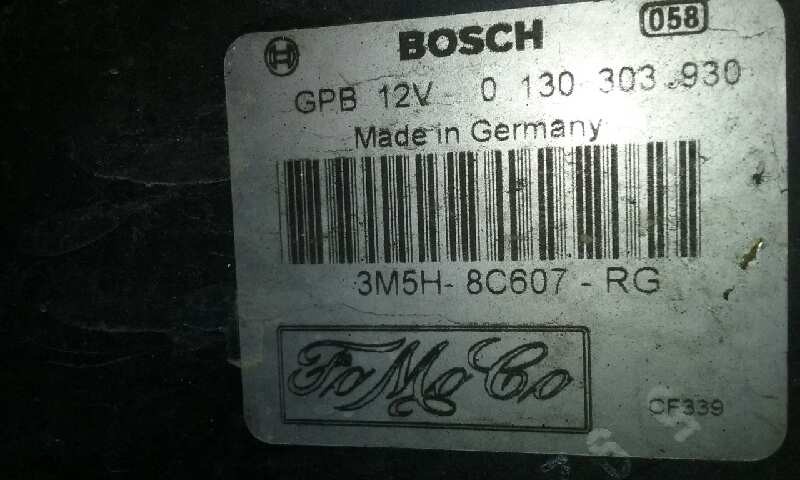 BOSCH 058
GPB 12V 0 130 303 930
Made in Germany
3M5H-8C607-RG
FoMoCo
CF339